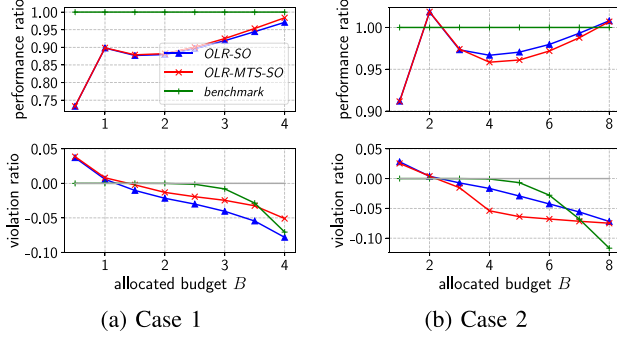 performance ratio
1.00
0.95
0.90
0.85
0.80
0.75
OLR-SO
OLR-MTS-SO
benchmark
1 2 3 4
violation ratio
0.05
0.00
−0.05
−0.10
1 2 3 4
allocated budget B
(a) Case 1
performance ratio
1.00
0.95
0.90
2 4 6 8
violation ratio
0.05
0.00
−0.05
−0.10
2 4 6 8
allocated budget B
(b) Case 2